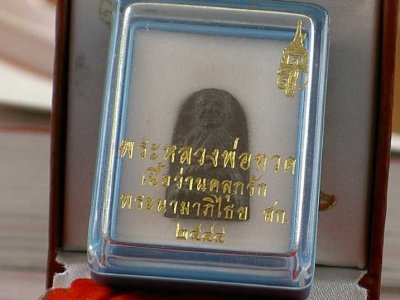 พระหลวงพ่อทวด
เนื้อว่านคลุกรัก
พระนามาภิไธย สก.
๒๕๔๕